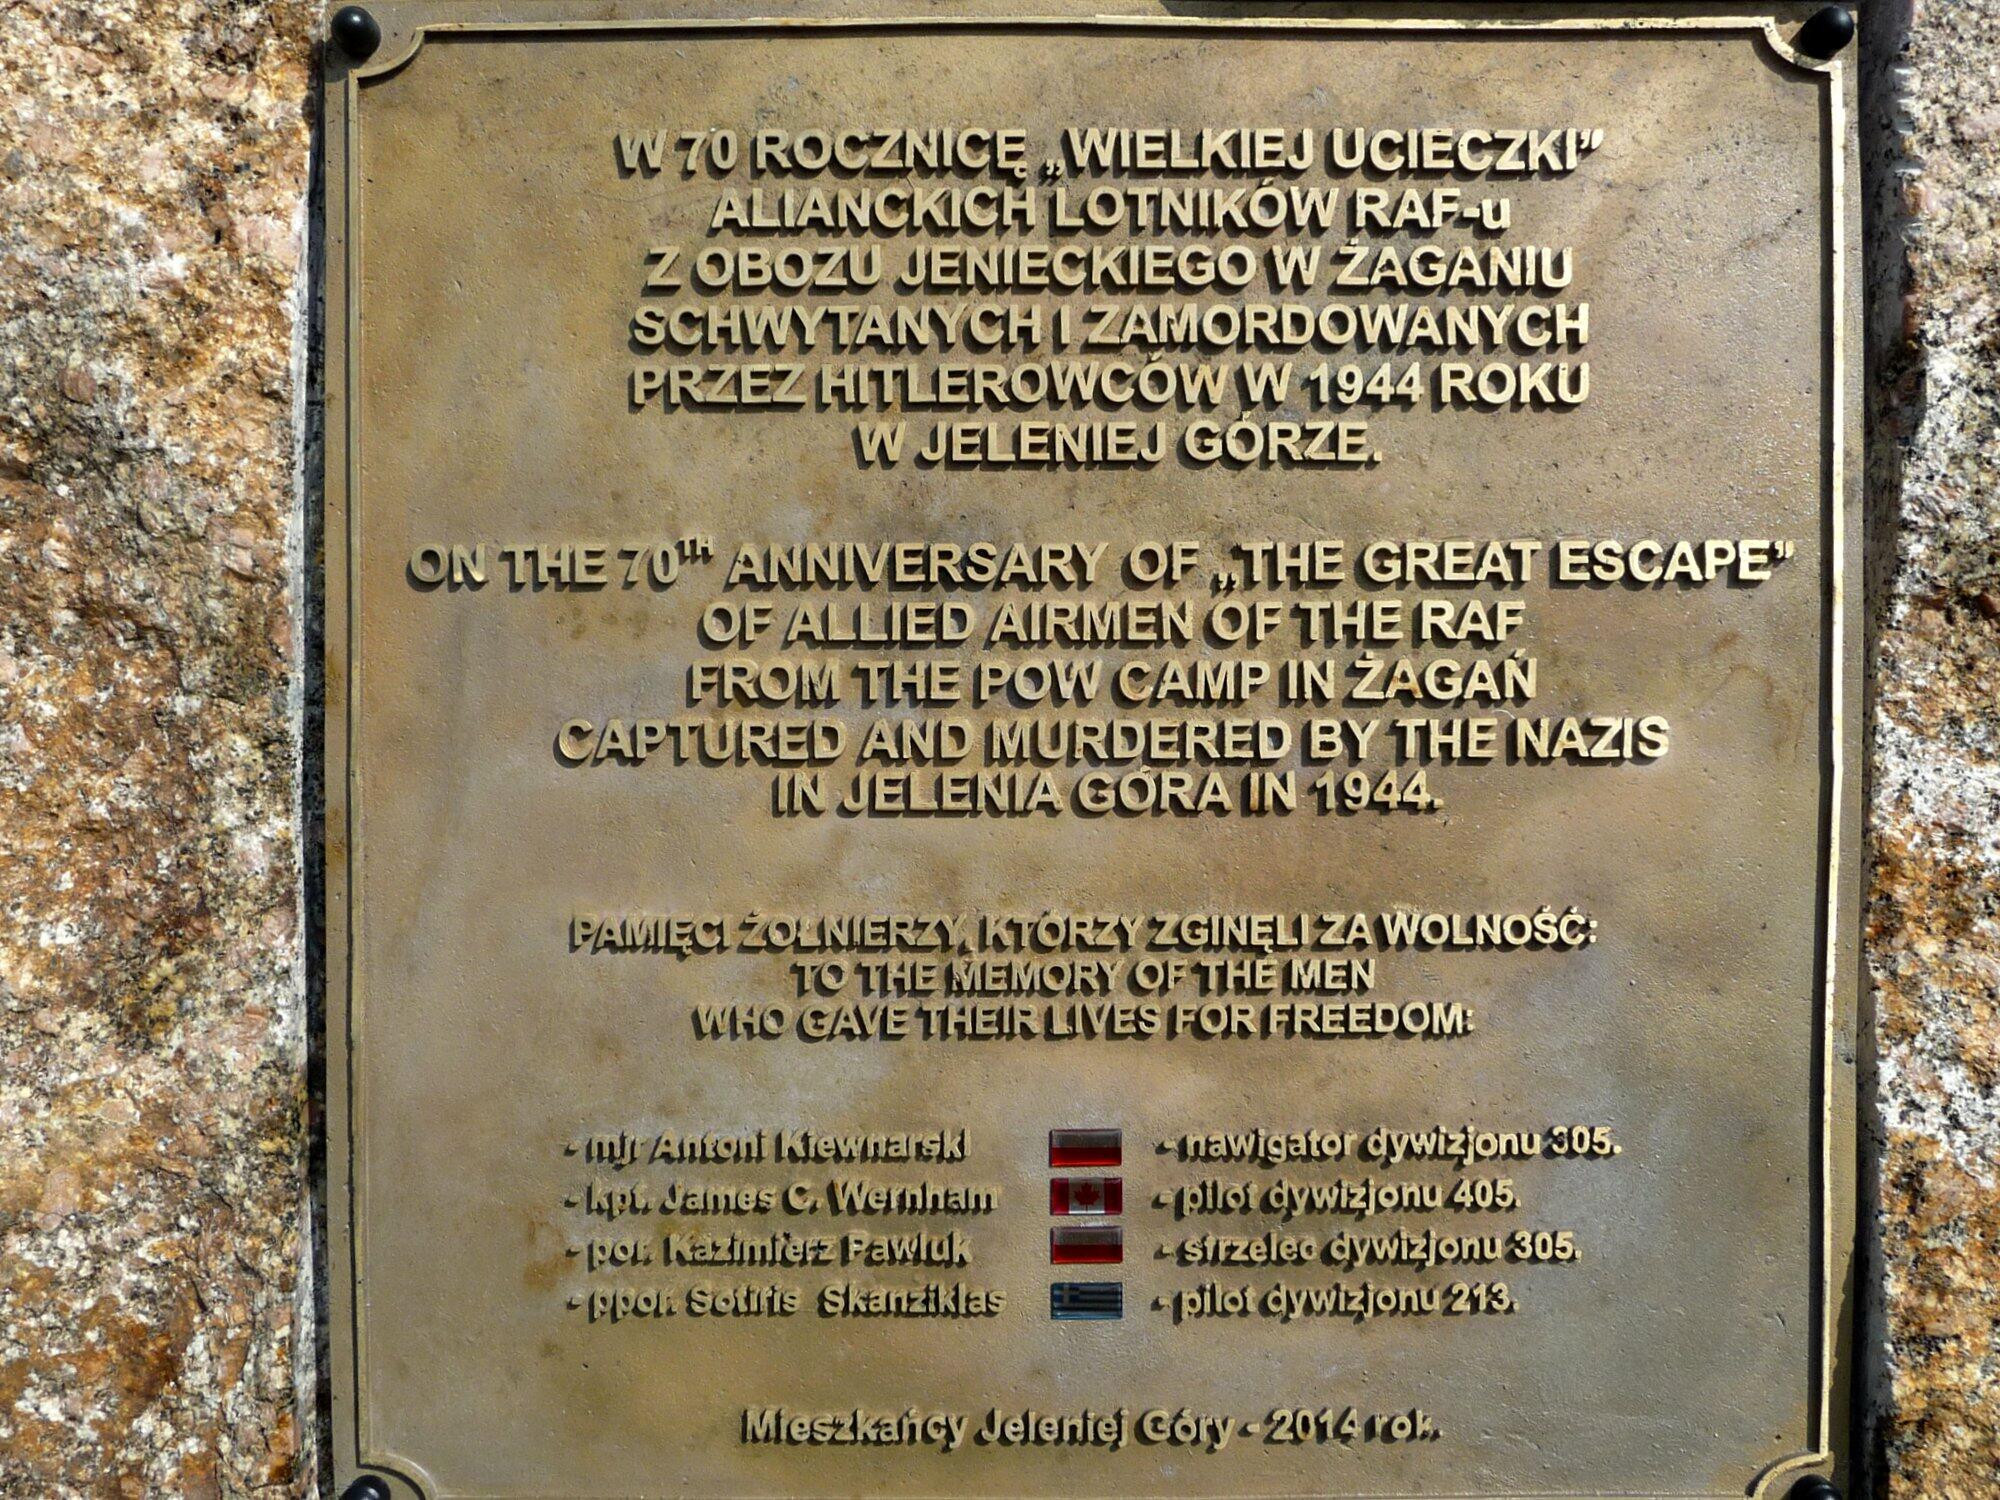 W 70 ROCZNICĘ „WIELKIEJ UCIECZKI”
ALIANCKICH LOTNIKÓW RAF-u
Z OBOZU JENIECKIEGO W ŻAGANIU
SCHWYTANYCH I ZAMORDOWANYCH
PRZEZ HITLEROWCÓW W 1944 ROKU
W JELENIEJ GÓRZE.
ON THE 70TH ANNIVERSARY OF „THE GREAT ESCAPE”
OF ALLIED AIRMEN OF THE RAF
FROM THE POW CAMP IN ŻAGAŃ
CAPTURED AND MURDERED BY THE NAZIS
IN JELENIA GÓRA IN 1944.
PAMIĘCI ŻOŁNIERZY, KTÓRZY ZGINĘLI ZA WOLNOŚĆ:
TO THE MEMORY OF THE MEN
WHO GAVE THEIR LIVES FOR FREEDOM:
- mjr Antoni Kiewnarski - nawigator dywizjonu 305.
- kpt. James C. Wernham - pilot dywizjonu 405.
- por. Kazimierz Pawluk - strzelec dywizjonu 305.
- ppor. Sotiris Skanziklas - pilot dywizjonu 213.
Mieszkańcy Jeleniej Góry - 2014 rok.